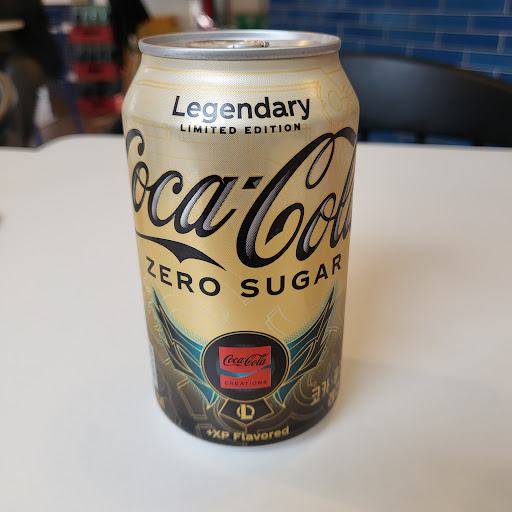 Legendary
LIMITED EDITION
Coca-Cola
ZERO SUGAR
Coca-Cola
CREATIONS
+XP Flavored